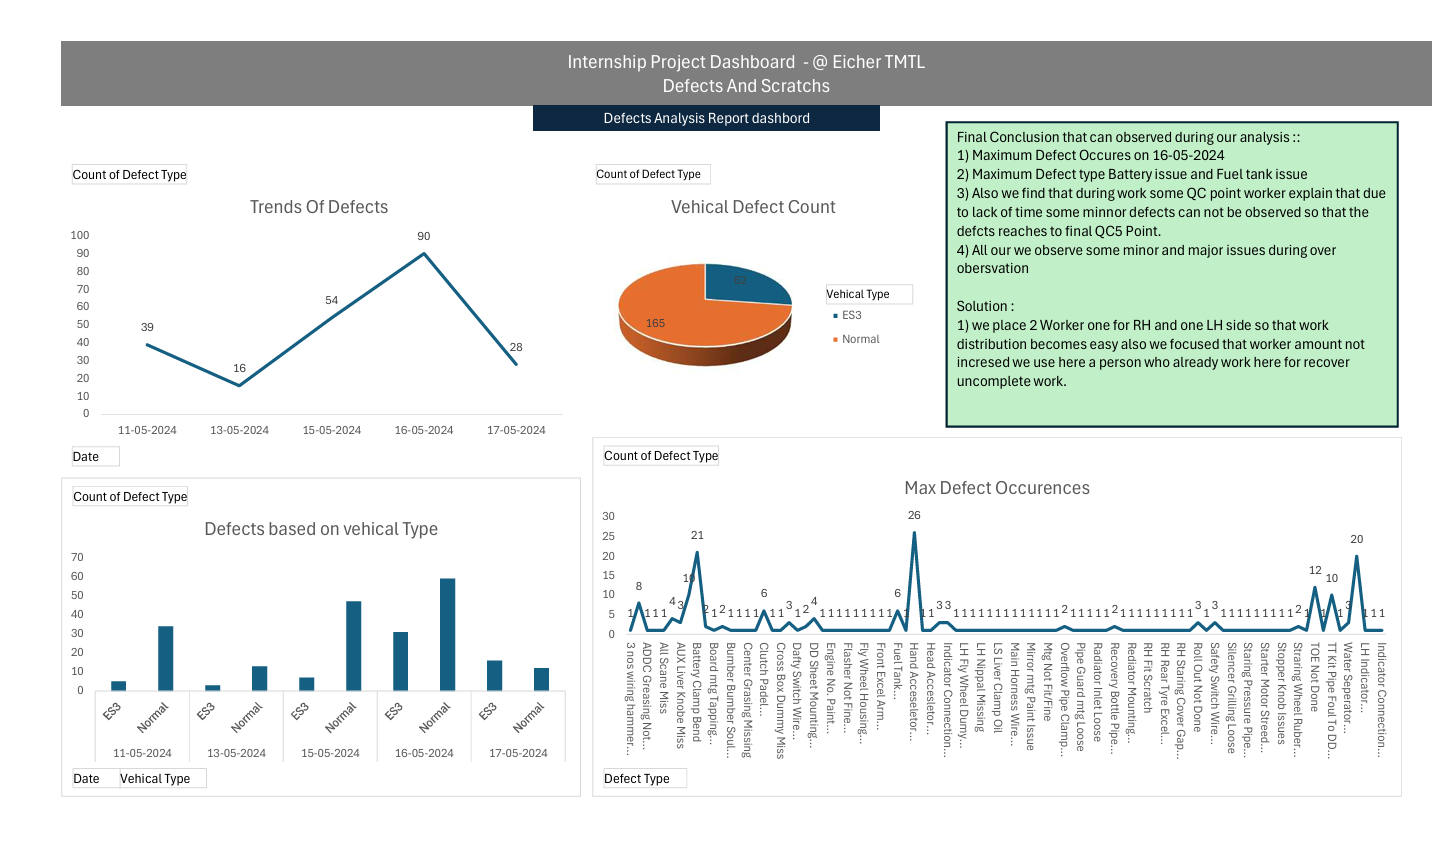 Internship Project Dashboard - @ Eicher TMTL
Defects And Scratchs
Defects Analysis Report dashbord
Count of Defect Type
Trends Of Defects
100
90
80
70
60
50
40
30
20
10
0
39
16
54
90
28
11-05-2024 13-05-2024 15-05-2024 16-05-2024 17-05-2024
Date
Count of Defect Type
Vehical Defect Count
62
165
Vehical Type
ES3
Normal
Final Conclusion that can observed during our analysis ::
1) Maximum Defect Occures on 16-05-2024
2) Maximum Defect type Battery issue and Fuel tank issue
3) Also we find that during work some QC point worker explain that due
to lack of time some minnor defects can not be observed so that the
defcts reaches to final QC5 Point.
4) All our we observe some minor and major issues during over
obersvation
Solution :
1) we place 2 Worker one for RH and one LH side so that work
distribution becomes easy also we focused that worker amount not
incresed we use here a person who already work here for recover
uncomplete work.
Count of Defect Type
Defects based on vehical Type
70
60
50
40
30
20
10
0
ES3 Normal ES3 Normal ES3 Normal ES3 Normal ES3 Normal
11-05-2024 13-05-2024 15-05-2024 16-05-2024 17-05-2024
Date Vehical Type
Count of Defect Type
Max Defect Occurences
30
25
20
15
10
5
0
1 8 1 1 1 4 3 10 21 2 1 2 1 1 1 1 6 1 1 3 1 2 4 1 1 1 1 1 1 1 1 1 6 1 26 1 1 3 3 1 1 1 1 1 1 1 1 1 1 1 1 1 2 1 1 1 1 1 2 1 1 1 1 1 1 1 1 1 3 1 3 1 1 1 1 1 1 1 1 1 2 1 12 1 10 1 3 20 1 1 1
3 nos wiring hammer...
ADDC Greasing Not...
All Scane Miss
AUX Liver Knobe Miss
Battery Clamp Bend
Board mtg Tapping...
Bumber Bumber Soul...
Center Grasing Missing
Clutch Padel...
Cross Box Dummy Miss
Dafty Switch Wire...
DD Sheet Mounting...
Engine No. Paint...
Flasher Not Fine...
Fly Wheel Housing...
Front Excel Arm...
Fuel Tank...
Hand Acceseletor...
Head Accesletor...
Indicator Connection...
LH Fly Wheel Dumy...
LH Nippal Missing
LS Liver Clamp Oil
Main Horness Wire...
Mirror mtg Paint Issue
Mtg Not Fit/Fine
Overflow Pipe Clamp...
Pipe Guard mtg Loose
Radiator Inlet Loose
Recovery Bottle Pipe...
Rediator Mounting...
RH Fit Scratch
RH Rear Tyre Excel...
RH Staring Cover Gap...
Roll Out Not Done
Safety Switch Wire...
Silencer Grilling Loose
Staring Pressure Pipe...
Starter Motor Streed...
Stopper Knob Issues
Straring Wheel Ruber...
TOE Not Done
TT Kit Pipe Foul To DD...
Water Seperator...
LH Indicator...
Indicator Connection...
Defect Type